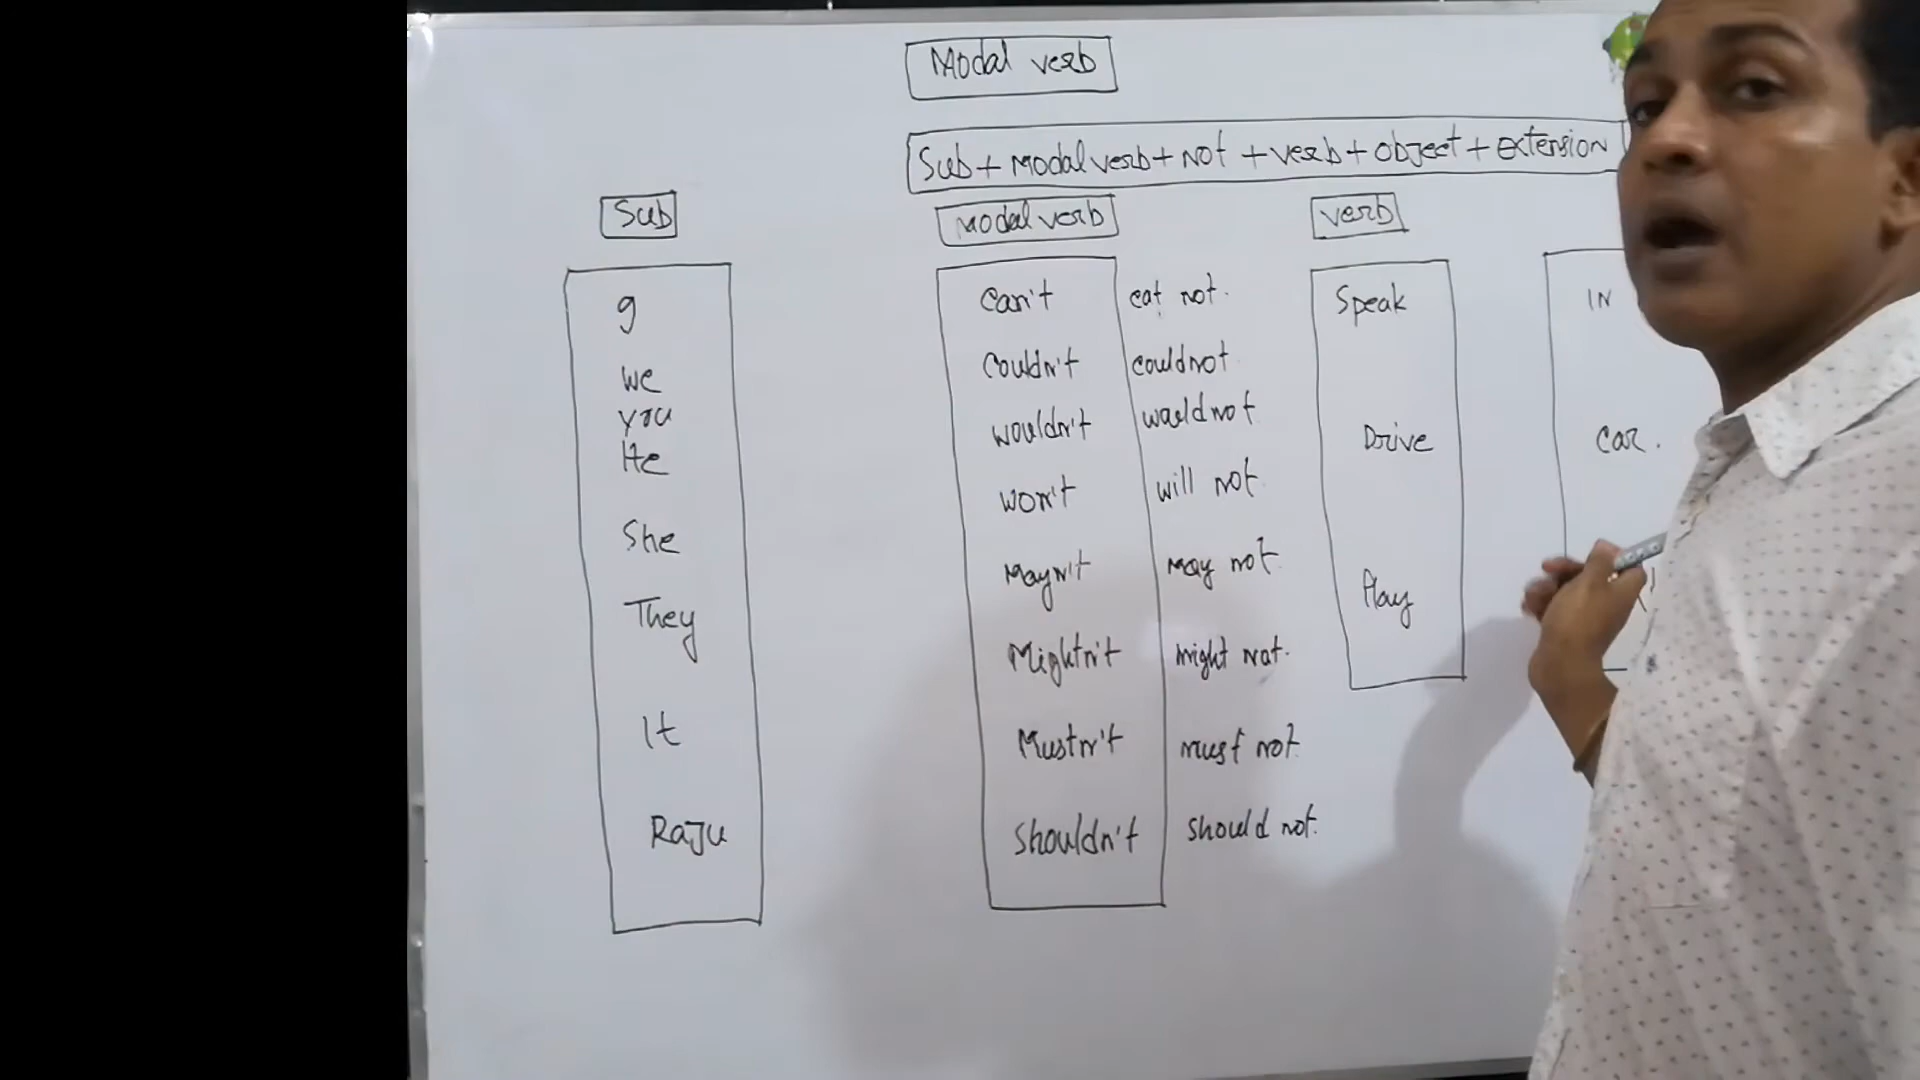 Modal verb
Sub + Modal verb + Not + verb + object + extension
Sub
Modal verb
verb
I
We
you
He
She
They
It
Raju
Can't
Couldn't
wouldn't
won't
Mayn't
Mightn't
Mustn't
Shouldn't
cat not.
could not
would not
will not
may not
might not.
must not
should not.
Speak
Drive
Play
IN
Car.